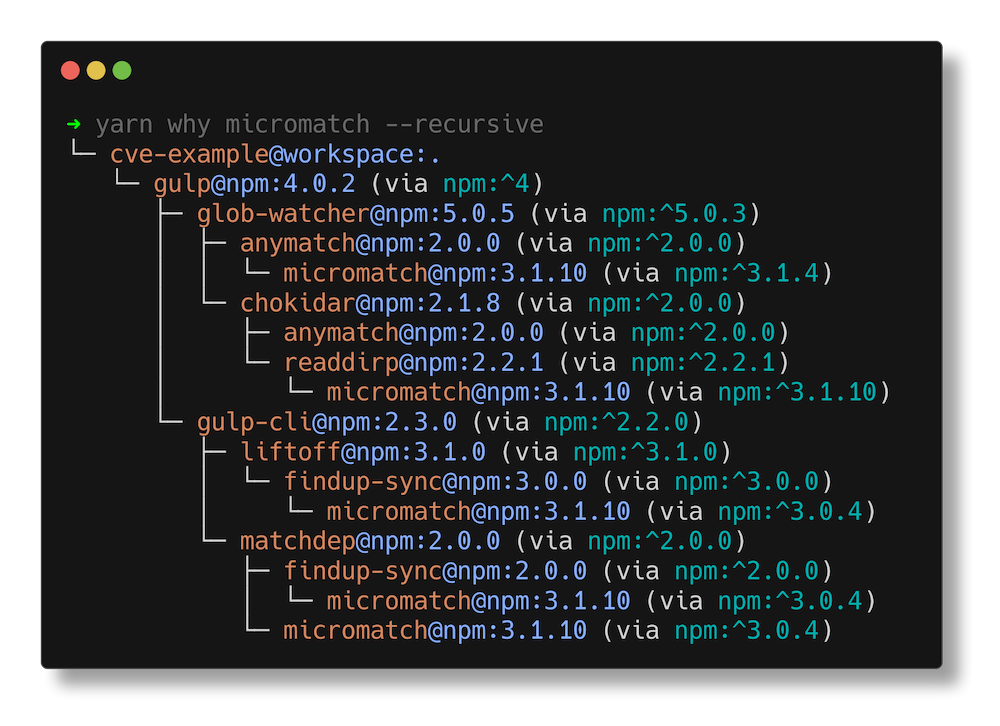 ➜ yarn why micromatch --recursive
└─ cve-example@workspace:.
   └─ gulp@npm:4.0.2 (via npm:^4)
      ├─ glob-watcher@npm:5.0.5 (via npm:^5.0.3)
      │  ├─ anymatch@npm:2.0.0 (via npm:^2.0.0)
      │  │  └─ micromatch@npm:3.1.10 (via npm:^3.1.4)
      │  └─ chokidar@npm:2.1.8 (via npm:^2.0.0)
      │     ├─ anymatch@npm:2.0.0 (via npm:^2.0.0)
      │     └─ readdirp@npm:2.2.1 (via npm:^2.2.1)
      │        └─ micromatch@npm:3.1.10 (via npm:^3.1.10)
      └─ gulp-cli@npm:2.3.0 (via npm:^2.2.0)
         ├─ liftoff@npm:3.1.0 (via npm:^3.1.0)
         │  └─ findup-sync@npm:3.0.0 (via npm:^3.0.0)
         │     └─ micromatch@npm:3.1.10 (via npm:^3.0.4)
         └─ matchdep@npm:2.0.0 (via npm:^2.0.0)
            ├─ findup-sync@npm:2.0.0 (via npm:^2.0.0)
            │  └─ micromatch@npm:3.1.10 (via npm:^3.0.4)
            └─ micromatch@npm:3.1.10 (via npm:^3.0.4)